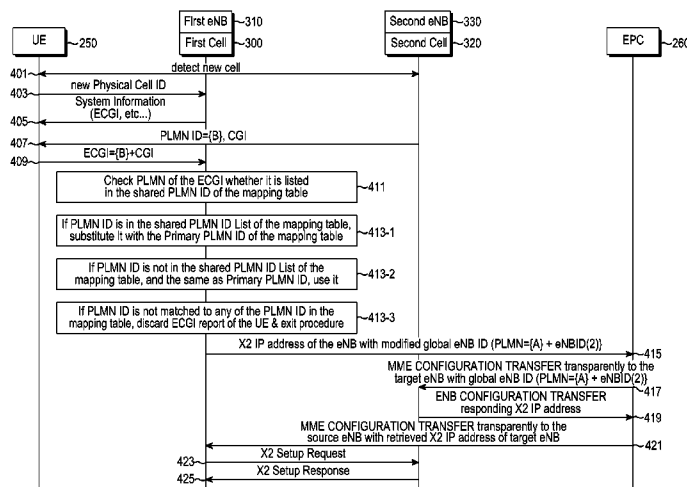 First eNB
310
Second eNB
330
UE
250
First Cell
300
Second Cell
320
EPC
260
detect new cell
401
new Physical Cell ID
403
System Information
(ECGI, etc...)
405
PLMN ID={B}, CGI
407
ECGI={B}+CGI
409
Check PLMN of the ECGI whether it is listed
in the shared PLMN ID of the mapping table
411
If PLMN ID is in the shared PLMN ID List of the mapping table,
substitute it with the Primary PLMN ID of the mapping table
413-1
If PLMN ID is not in the shared PLMN ID List of the
mapping table, and the same as Primary PLMN ID, use it
413-2
If PLMN ID is not matched to any of the PLMN ID in the
mapping table, discard ECGI report of the UE & exit procedure
413-3
X2 IP address of the eNB with modified global eNB ID (PLMN={A} + eNBID(2)}
415
MME CONFIGURATION TRANSFER transparently to the
target eNB with global eNB ID (PLMN={A} + eNBID(2)}
417
ENB CONFIGURATION TRANSFER
responding X2 IP address
419
MME CONFIGURATION TRANSFER transparently to the
source eNB with retrieved X2 IP address of target eNB
421
X2 Setup Request
423
X2 Setup Response
425